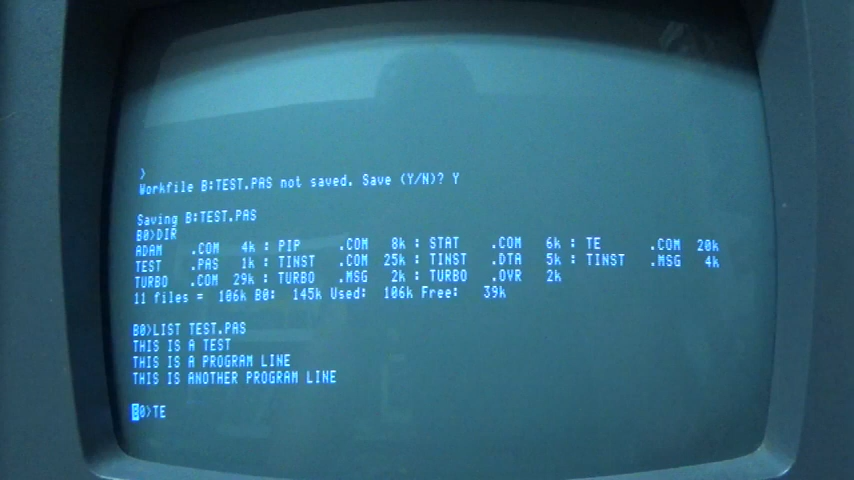 >
Workfile B:TEST.PAS not saved. Save (Y/N)? Y
Saving B:TEST.PAS
B0>DIR
ADAM .COM 4k : PIP .COM 8k : STAT .COM 6k : TE .COM 20k
TEST .PAS 1k : TINST .COM 25k : TINST .DTA 5k : TINST .MSG 4k
TURBO .COM 29k : TURBO .MSG 2k : TURBO .OVR 2k
11 files = 106k B0: 145k Used: 106k Free: 39k
B0>LIST TEST.PAS
THIS IS A TEST
THIS IS A PROGRAM LINE
THIS IS ANOTHER PROGRAM LINE
B0>TE